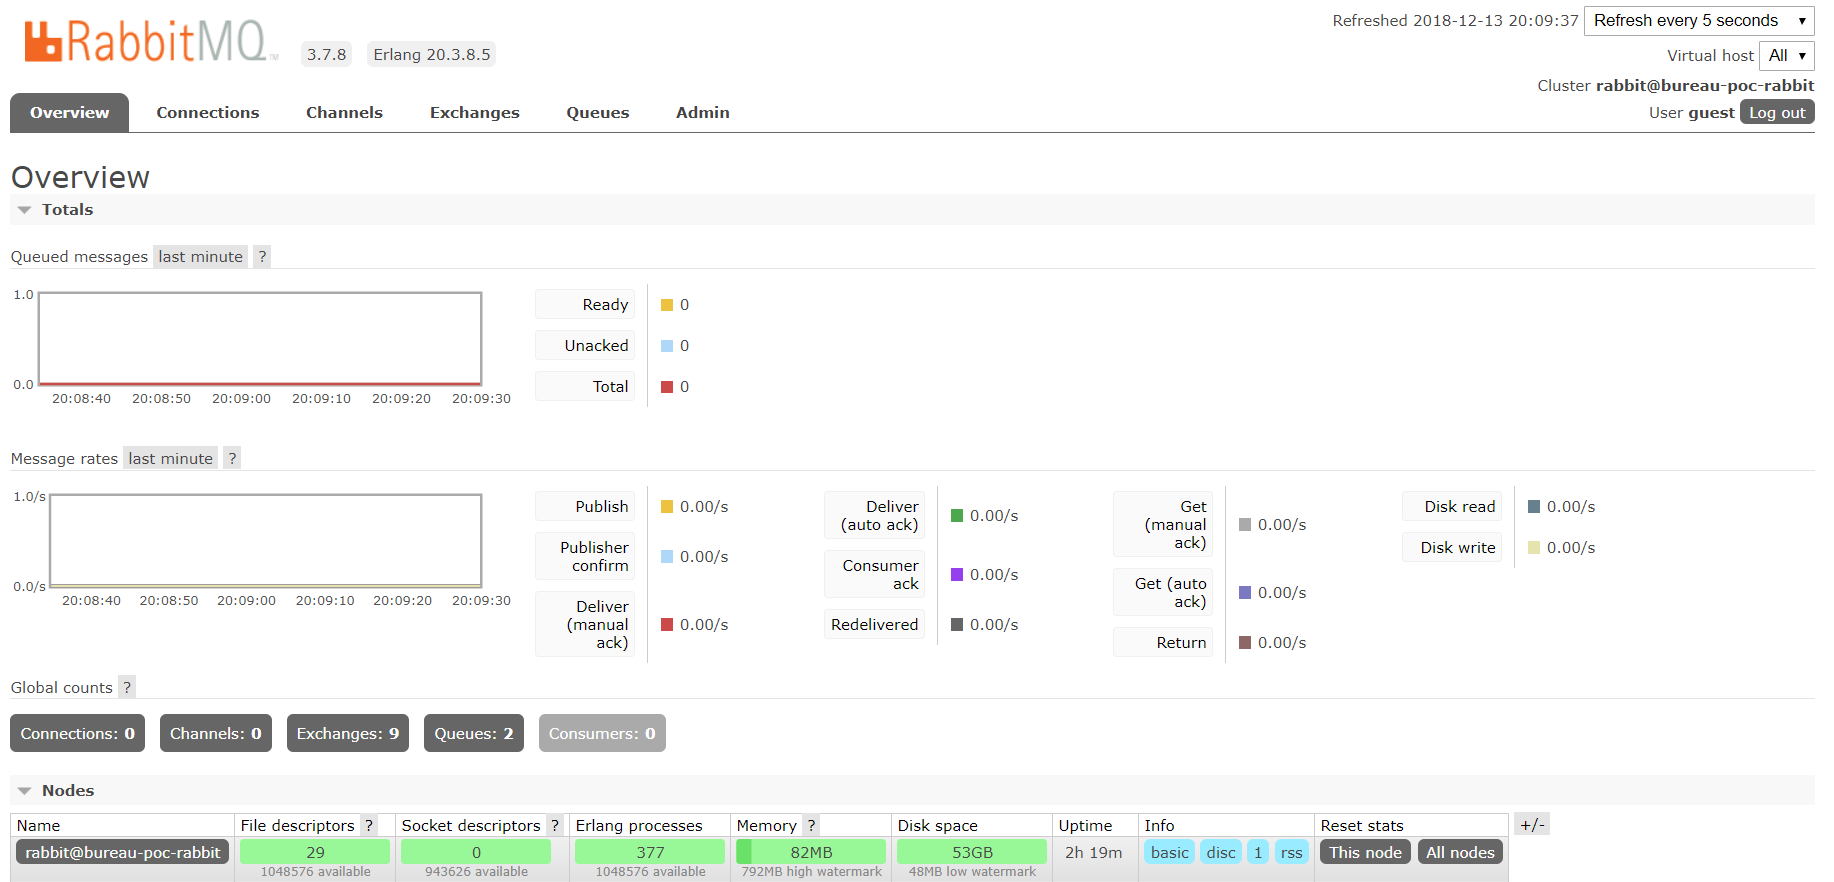 RabbitMQ™ 3.7.8 Erlang 20.3.8.5
Refreshed 2018-12-13 20:09:37 Refresh every 5 seconds
Virtual host All
Cluster rabbit@bureau-poc-rabbit
User guest Log out
Overview Connections Channels Exchanges Queues Admin
Overview
Totals
Queued messages last minute ?
1.0
0.0
20:08:40 20:08:50 20:09:00 20:09:10 20:09:20 20:09:30
Ready 0
Unacked 0
Total 0
Message rates last minute ?
1.0/s
0.0/s
20:08:40 20:08:50 20:09:00 20:09:10 20:09:20 20:09:30
Publish 0.00/s
Publisher
confirm 0.00/s
Deliver
(manual
ack) 0.00/s
Deliver
(auto ack) 0.00/s
Consumer
ack 0.00/s
Redelivered 0.00/s
Get
(manual
ack) 0.00/s
Get (auto
ack) 0.00/s
Return 0.00/s
Disk read 0.00/s
Disk write 0.00/s
Global counts ?
Connections: 0 Channels: 0 Exchanges: 9 Queues: 2 Consumers: 0
Nodes
Name File descriptors ? Socket descriptors ? Erlang processes Memory ? Disk space Uptime Info Reset stats +/-
rabbit@bureau-poc-rabbit 29 0 377 82MB 53GB 2h 19m basic disc 1 rss This node All nodes
1048576 available 943626 available 1048576 available 792MB high watermark 48MB low watermark